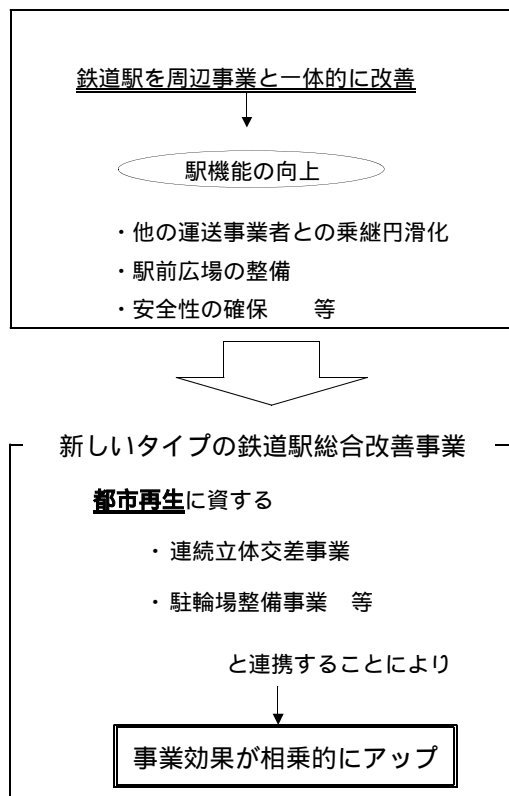 鉄道駅を周辺事業と一体的に改善
駅機能の向上
・他の運送事業者との乗継円滑化
・駅前広場の整備
・安全性の確保　　等
新しいタイプの鉄道駅総合改善事業
都市再生に資する
・連続立体交差事業
・駐輪場整備事業　等
と連携することにより
事業効果が相乗的にアップ